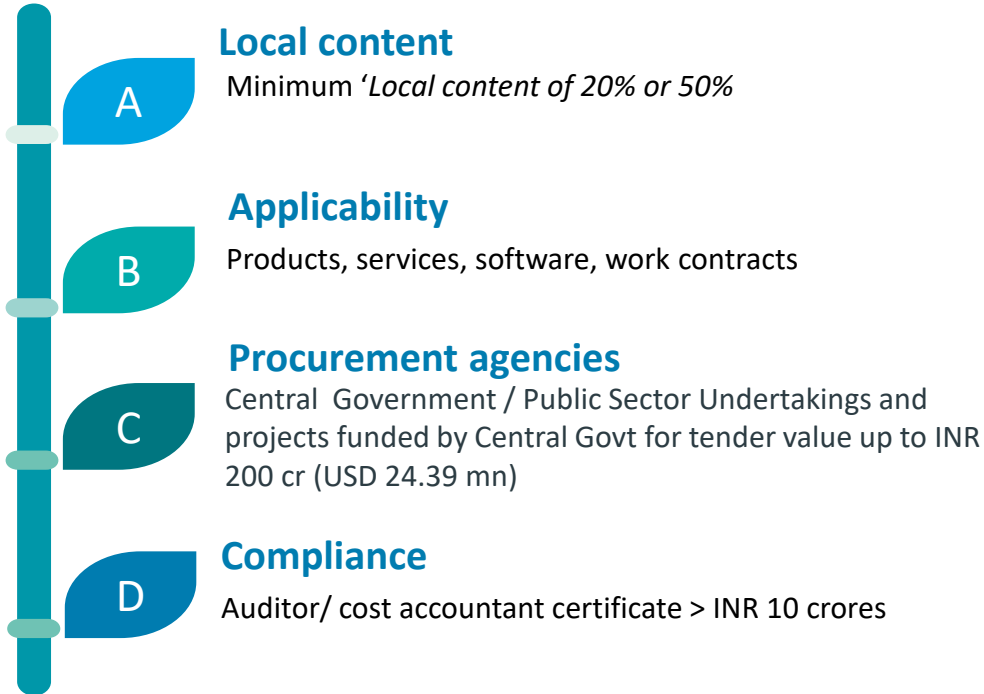 Local content
A
Minimum ‘Local content of 20% or 50%
Applicability
B
Products, services, software, work contracts
Procurement agencies
C
Central  Government / Public Sector Undertakings and
projects funded by Central Govt for tender value up to INR
200 cr (USD 24.39 mn)
Compliance
D
Auditor/ cost accountant certificate > INR 10 crores